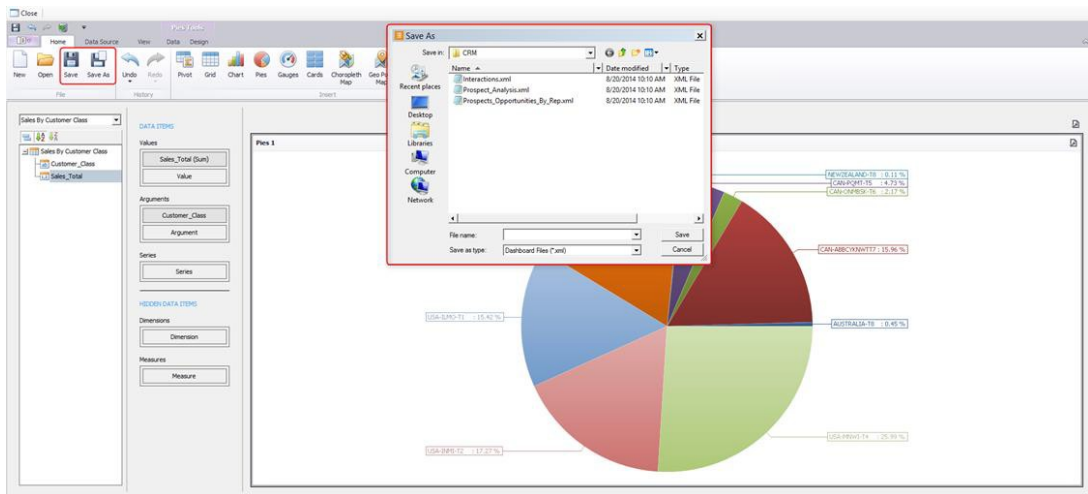 Close
Home
Data Source
View
Data
Design
New
Open
Save
Save As
Undo
Redo
Pivot
Grid
Chart
Pies
Gauges
Cards
Choropleth
Map
File
History
Insert
Sales By Customer Class
Sales By Customer Class
Customer_Class
Sales_Total
DATA ITEMS
Values
Sales_Total (Sum)
Value
Arguments
Customer_Class
Argument
Series
Series
HIDDEN DATA ITEMS
Dimensions
Dimension
Measures
Measure
Pies 1
Save As
Save in:
CRM
Recent places
Desktop
Libraries
Computer
Network
Name
Date modified
Type
Interactions.xml
8/20/2014 10:10 AM
XML File
Prospect_Analysis.xml
8/20/2014 10:10 AM
XML File
Prospects_Opportunities_By_Rep.xml
8/20/2014 10:10 AM
XML File
File name:
Save
Save as type:
Dashboard Files (*.xml)
Cancel
NEWZEALAND-T8 : 0.11 %
CAN-PQMT-T5 : 4.73 %
CAN-ONMBSK-T6 : 2.17 %
CAN-ABBCYKNWTT7 : 15.96 %
AUSTRALIA-T8 : 0.45 %
USA-ILMO-T1 : 15.42 %
USA-MNWI-T4 : 25.99 %
USA-INMI-T2 : 17.27 %